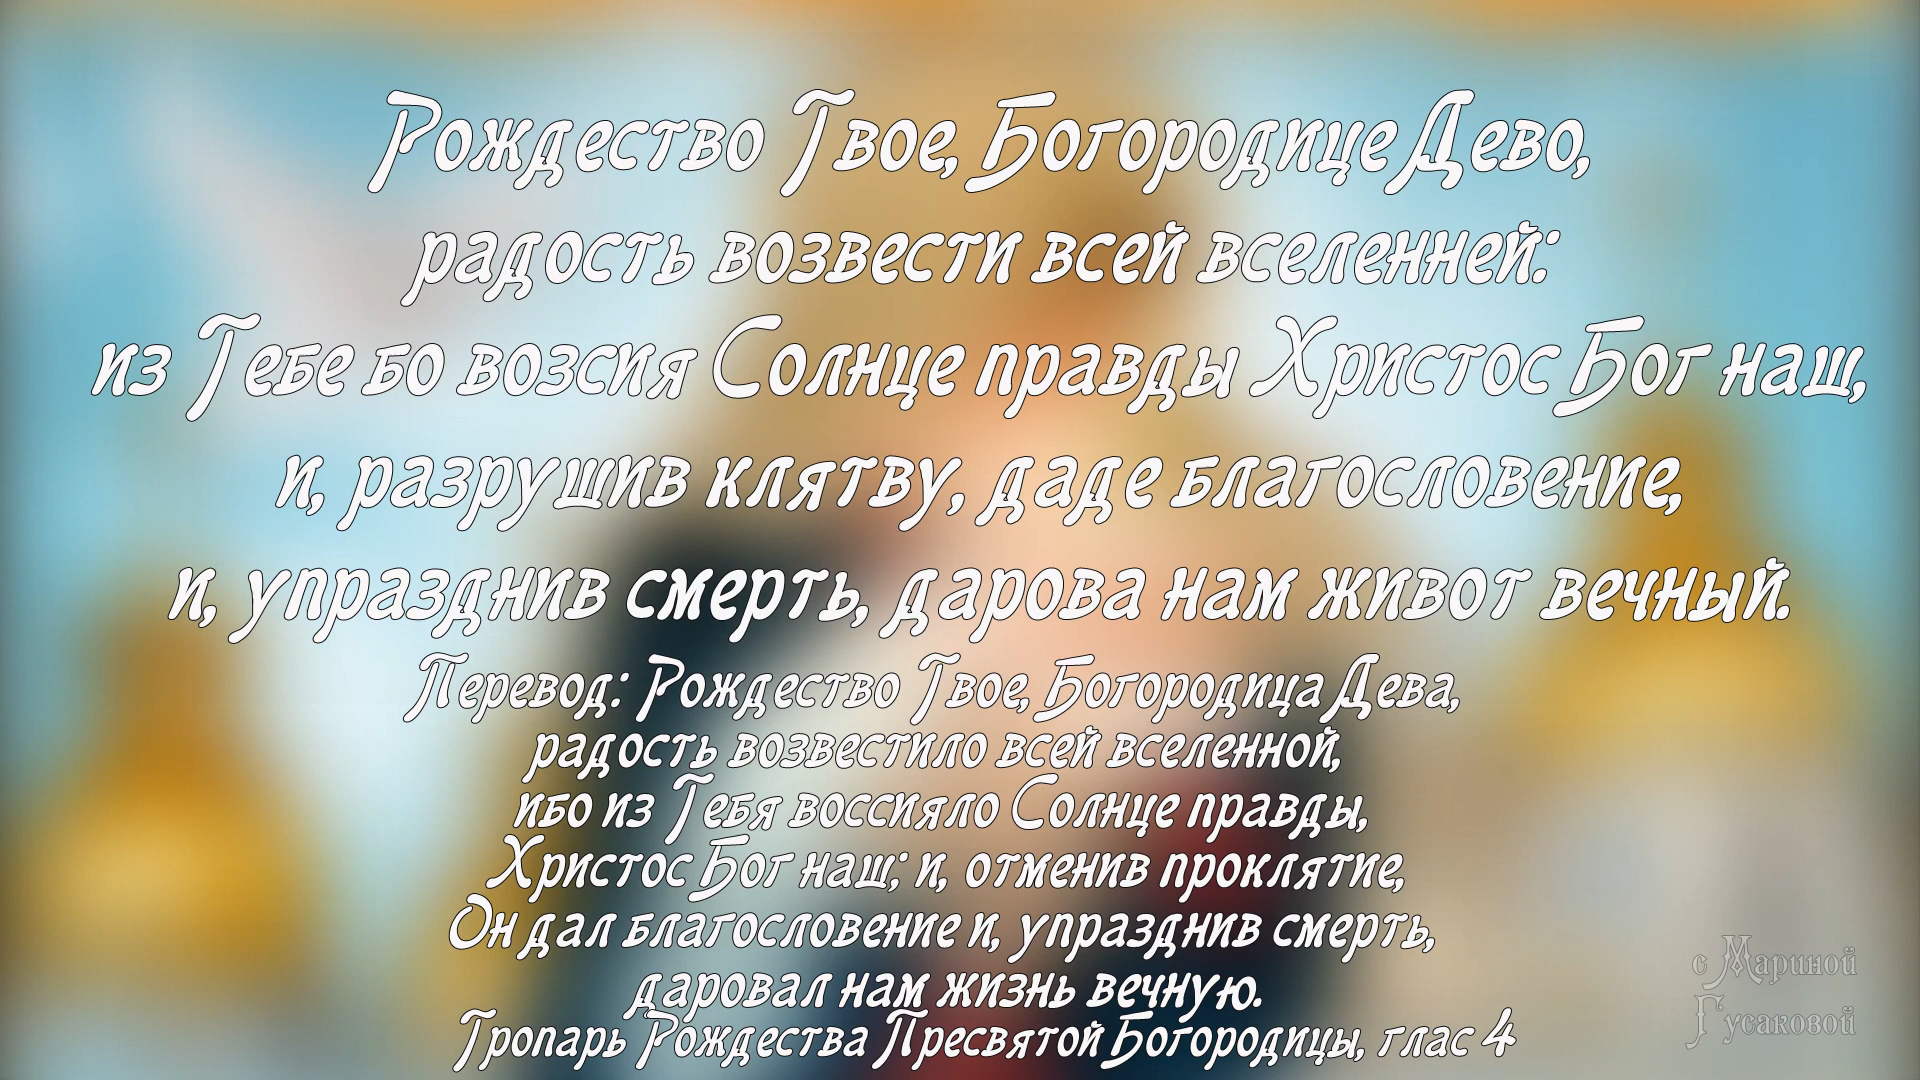 Рождество Твое, Богородице Дево,
радость возвести всей вселенней:
из Тебе бо возсия Солнце правды Христос Бог наш,
и, разрушив клятву, даде благословение,
и, упразднив смерть, дарова нам живот вечный.
Перевод: Рождество Твое, Богородица Дева,
радость возвестило всей вселенной,
ибо из Тебя воссияло Солнце правды,
Христос Бог наш; и, отменив проклятие,
Он дал благословение и, упразднив смерть,
даровал нам жизнь вечную.
Тропарь Рождества Пресвятой Богородицы, глас 4
с Мариной
Гусаковой